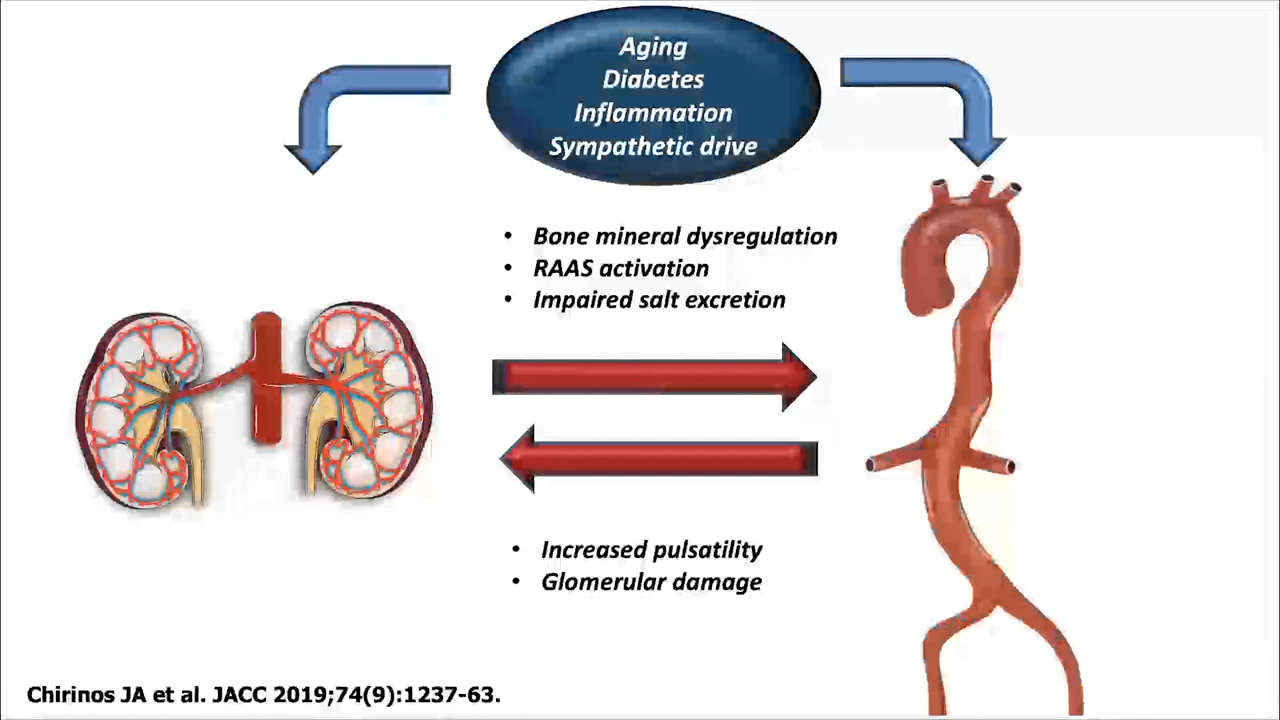 Aging
Diabetes
Inflammation
Sympathetic drive
• Bone mineral dysregulation
• RAAS activation
• Impaired salt excretion
• Increased pulsatility
• Glomerular damage
Chirinos JA et al. JACC 2019;74(9):1237-63.